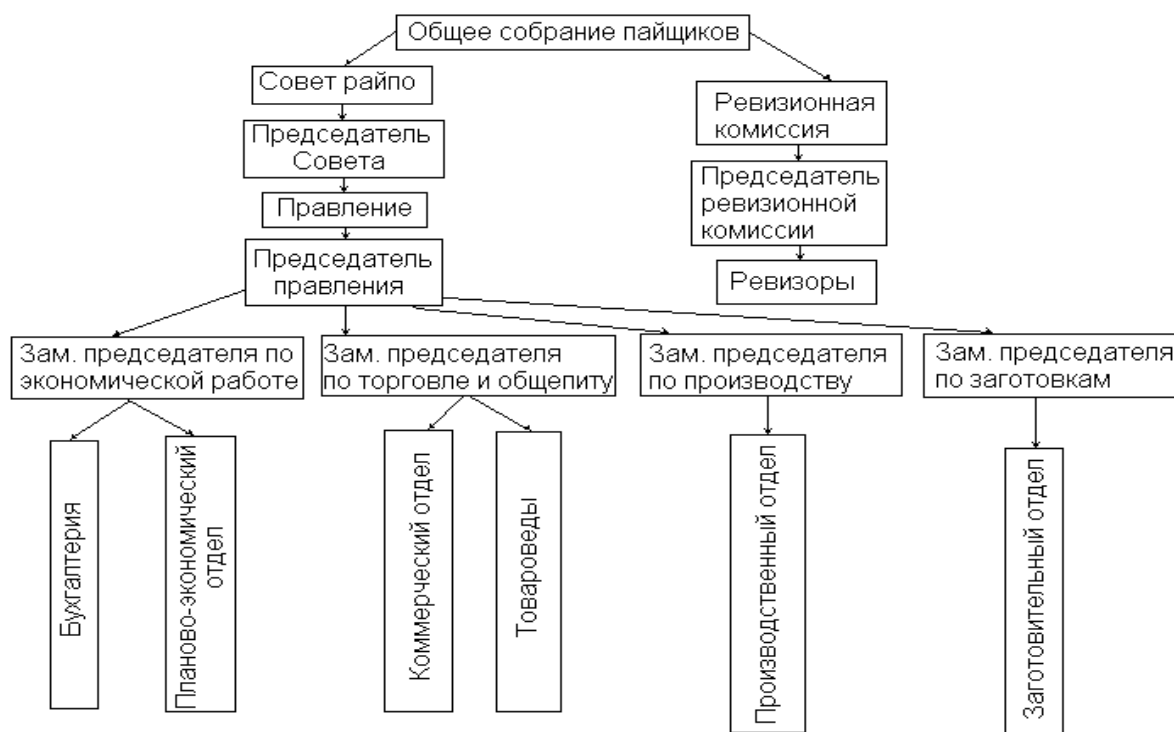 Общее собрание пайщиков
Совет райпо
Ревизионная
комиссия
Председатель
Совета
Председатель
ревизионной
комиссии
Правление
Председатель
правления
Ревизоры
Зам. председателя по
экономической работе
Зам. председателя
по торговле и общепиту
Зам. председателя
по производству
Зам. председателя
по заготовкам
Бухгалтерия
Планово-экономический
отдел
Коммерческий отдел
Товароведы
Производственный отдел
Заготовительный отдел